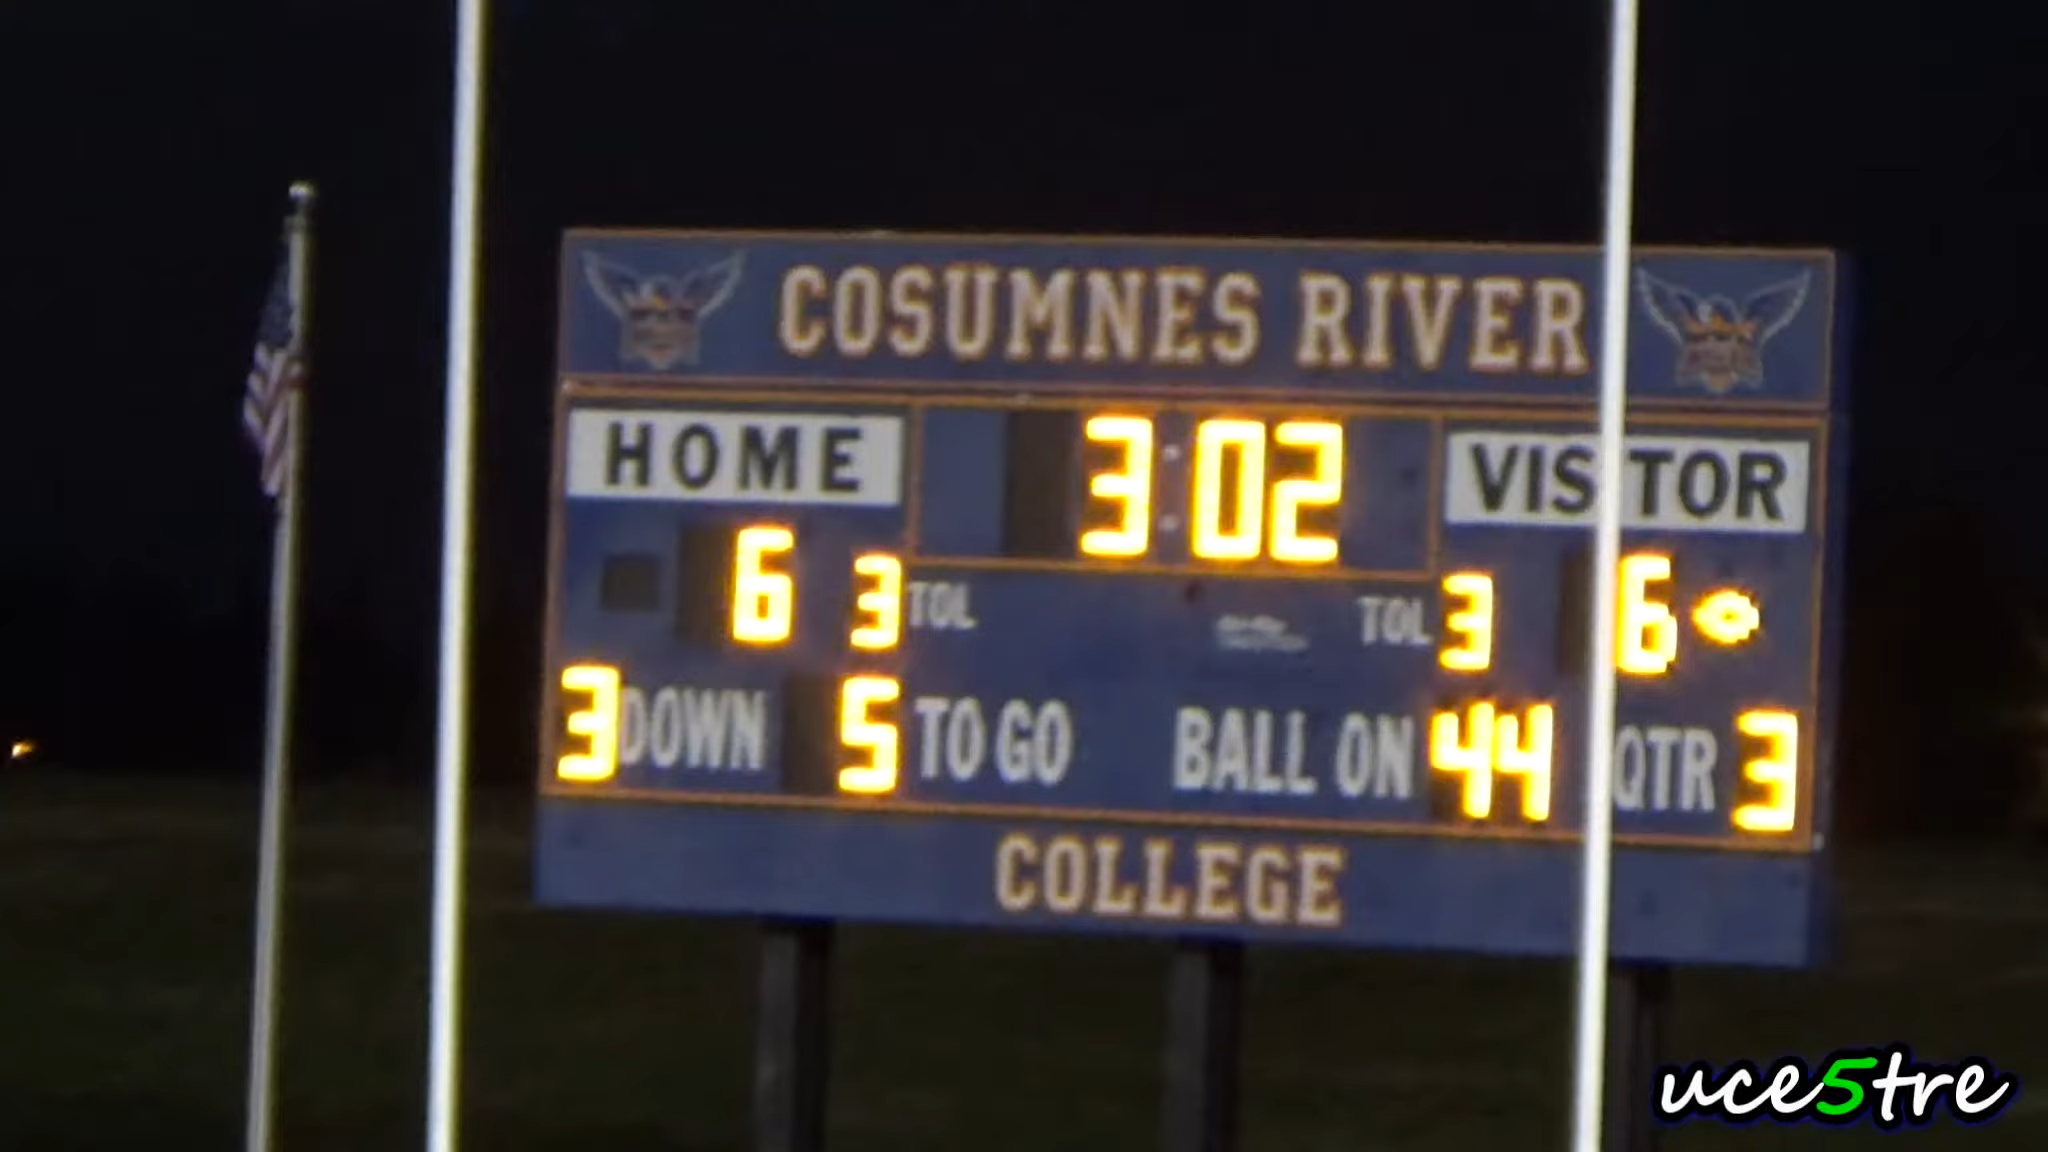 COSUMNES RIVER
HOME 3:02 VISITOR
6 3 TOL TOL 3 6
3 DOWN 5 TO GO BALL ON 44 QTR 3
COLLEGE
uce5tre